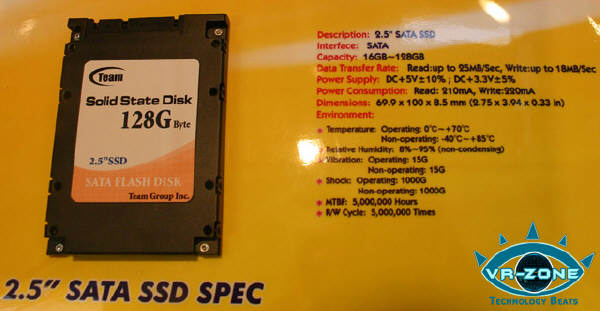 Team
Solid State Disk
128G Byte
2.5"SSD
SATA FLASH DISK
Team Group Inc.
2.5" SATA SSD SPEC
Description: 2.5" SATA SSD
Interfece: SATA
Capacity: 16GB~128GB
Data Transfer Rate: Read:up to 25MB/Sec, Write:up to 18MB/Sec
Power Supply: DC+5V±10% ; DC+3.3V±5%
Power Consumption: Read: 210mA, Write:220mA
Dimensions: 69.9 x 100 x 8.5 mm (2.75 x 3.94 x 0.33 in)
Environment:
* Temperature: Operating: 0°C~+70°C
Non-operating: -40°C~+85°C
* Relative Humidity: 8%~95% (non-condensing)
* Vibration: Operating: 15G
Non-operating: 15G
* Shock: Operating: 1000G
Non-operating: 1000G
* MTBF: 5,000,000 Hours
* R/W Cycle: 5,000,000 Times
VR-ZONE
TECHNOLOGY BEATS